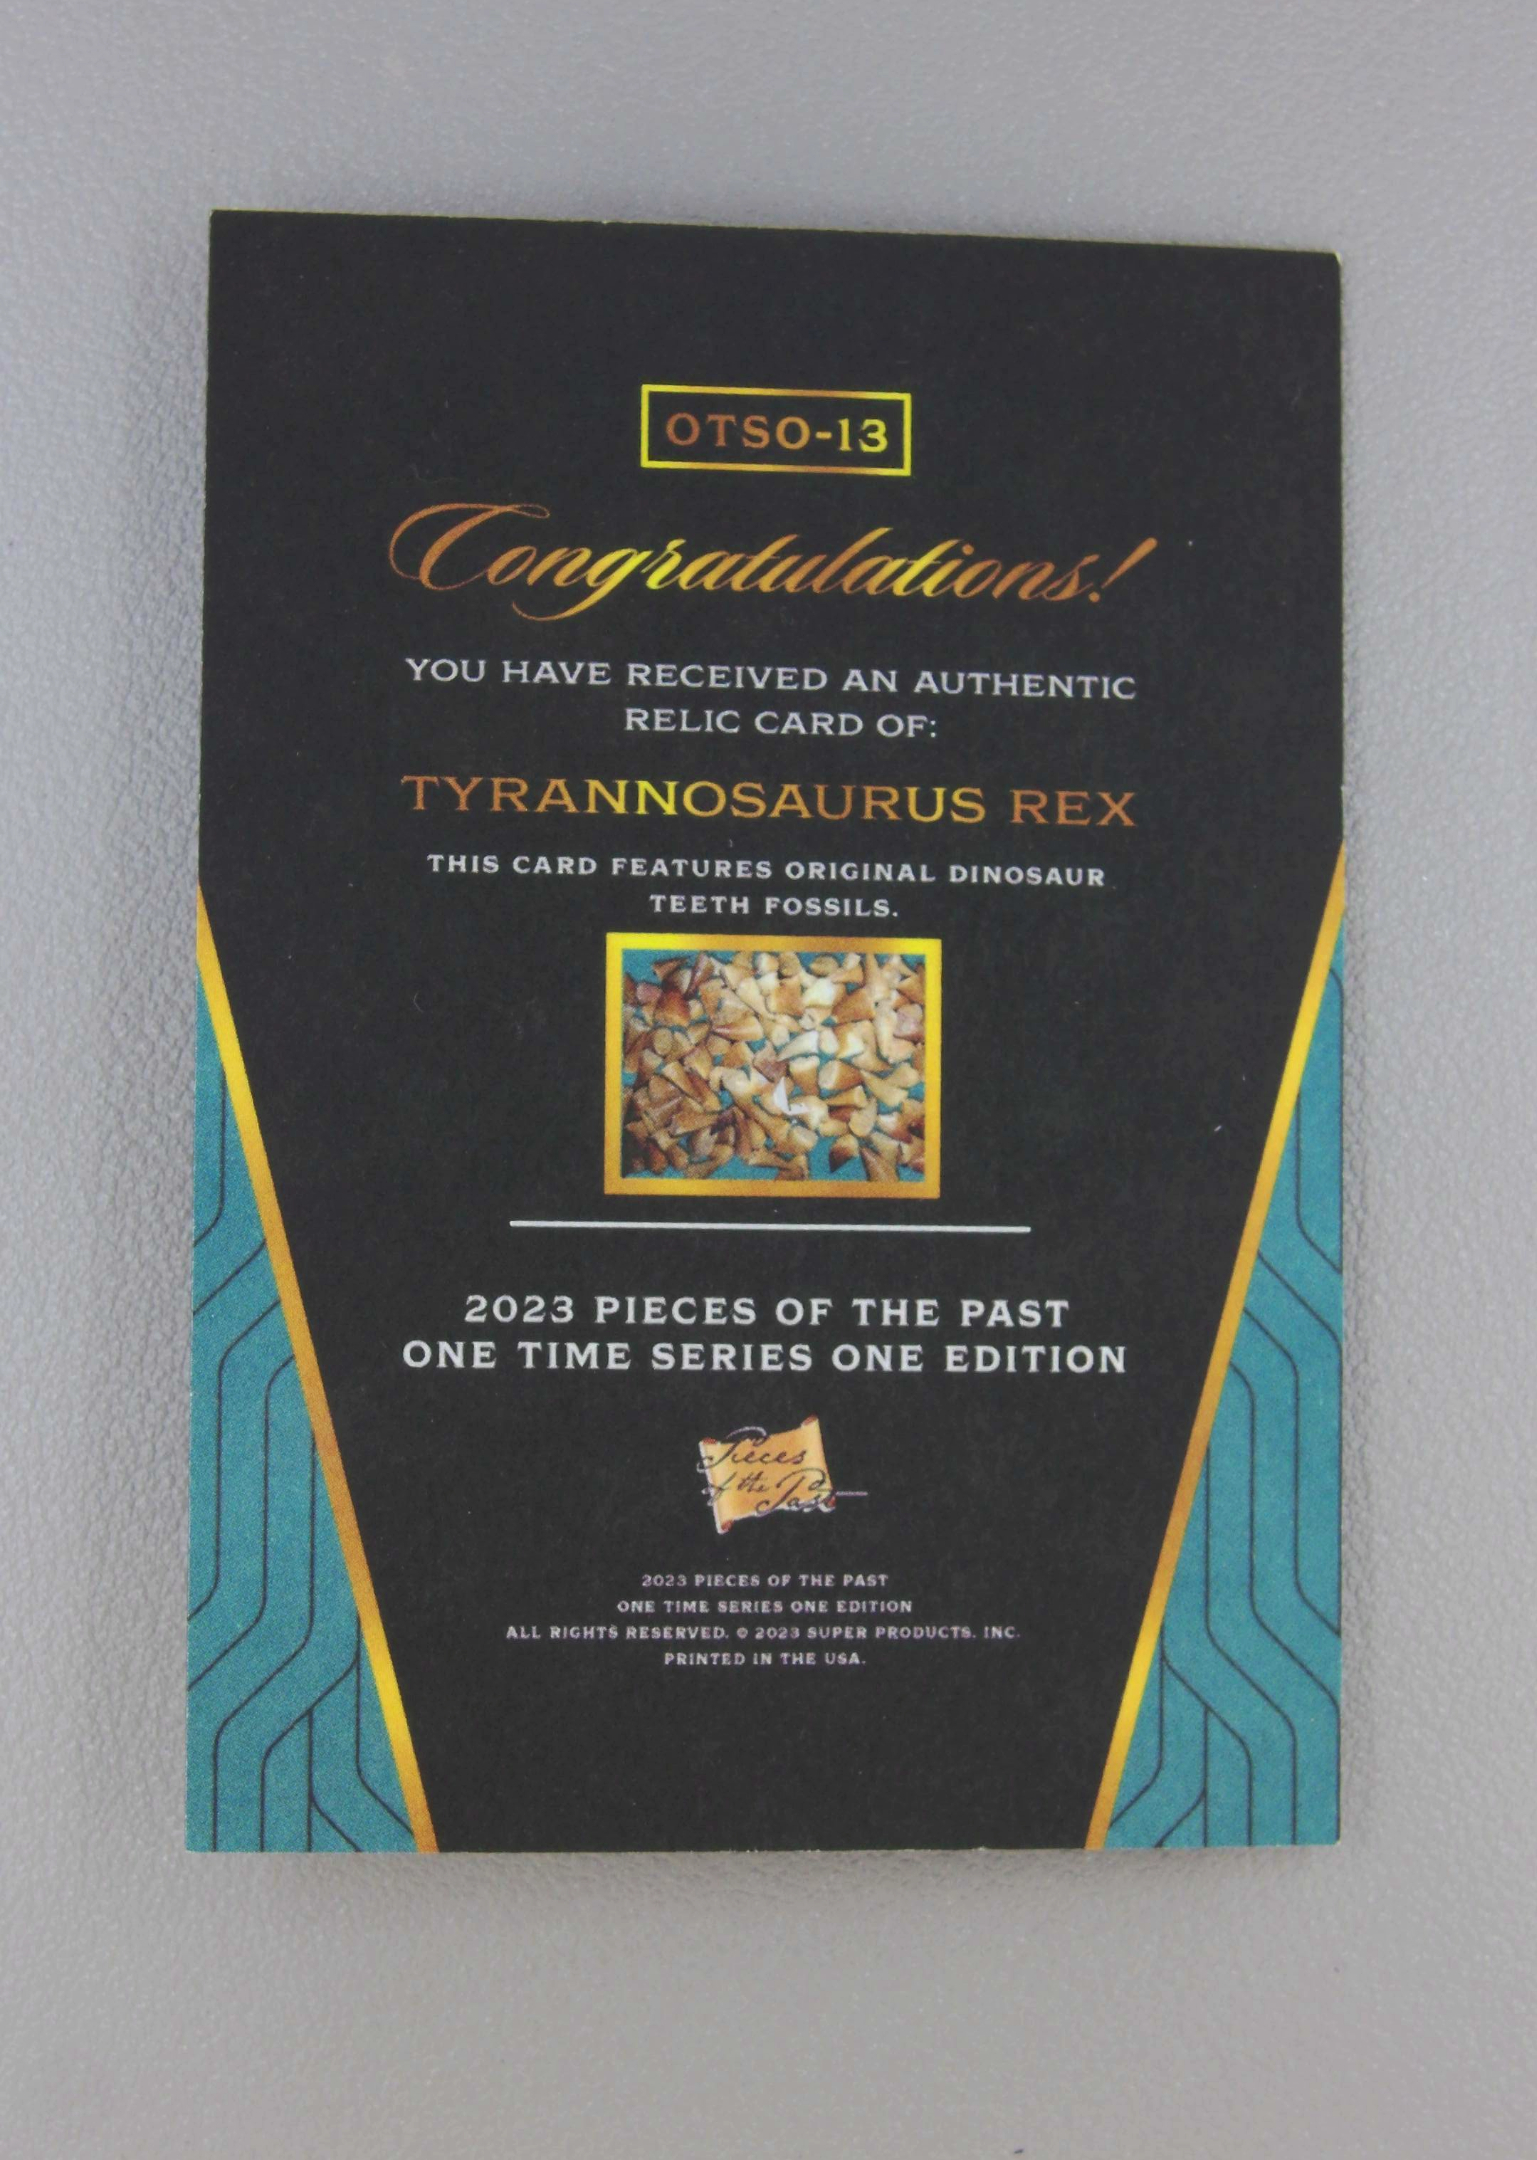 OTSO-13
Congratulations!
YOU HAVE RECEIVED AN AUTHENTIC
RELIC CARD OF:
TYRANNOSAURUS REX
THIS CARD FEATURES ORIGINAL DINOSAUR
TEETH FOSSILS.
2023 PIECES OF THE PAST
ONE TIME SERIES ONE EDITION
Pieces
of the Past
2023 PIECES OF THE PAST
ONE TIME SERIES ONE EDITION
ALL RIGHTS RESERVED. © 2023 SUPER PRODUCTS. INC.
PRINTED IN THE USA.